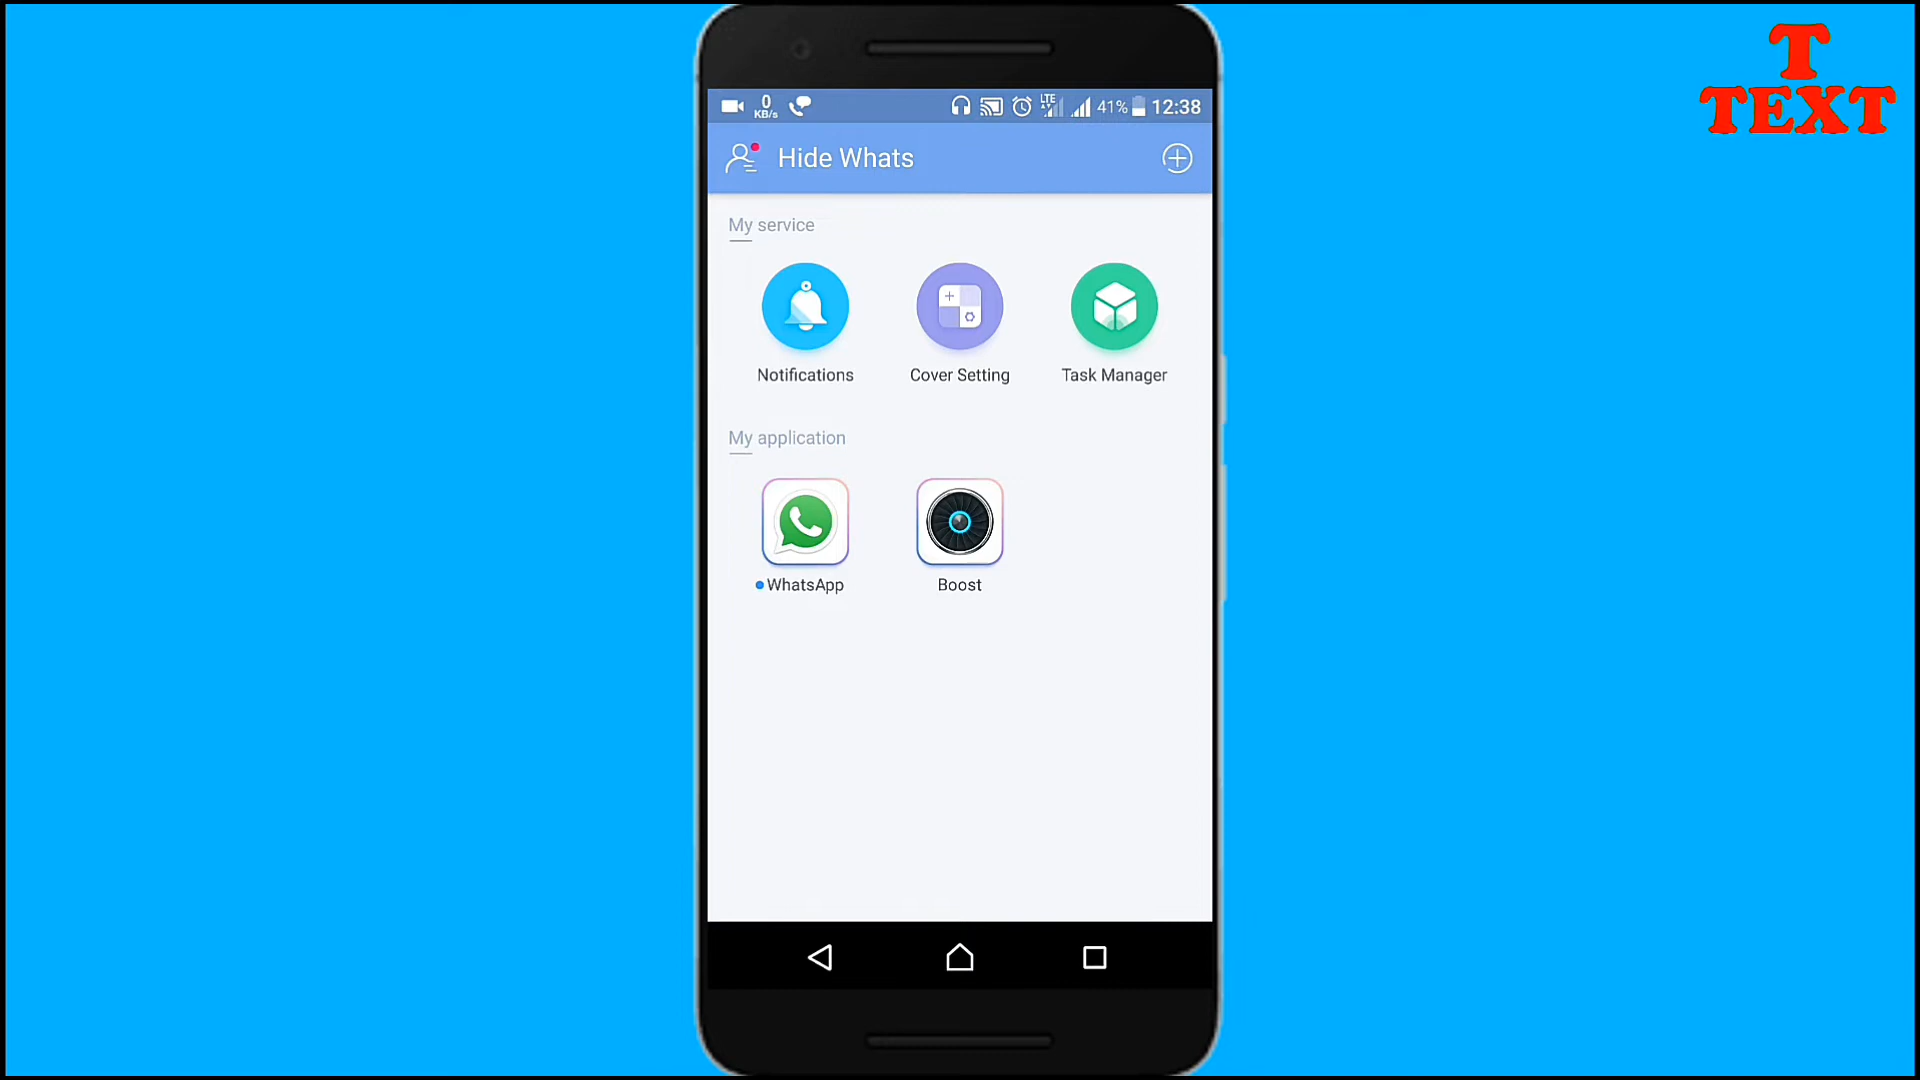 T
TEXT
0
KB/s
LTE
41%
12:38
Hide Whats
My service
Notifications
Cover Setting
Task Manager
My application
WhatsApp
Boost